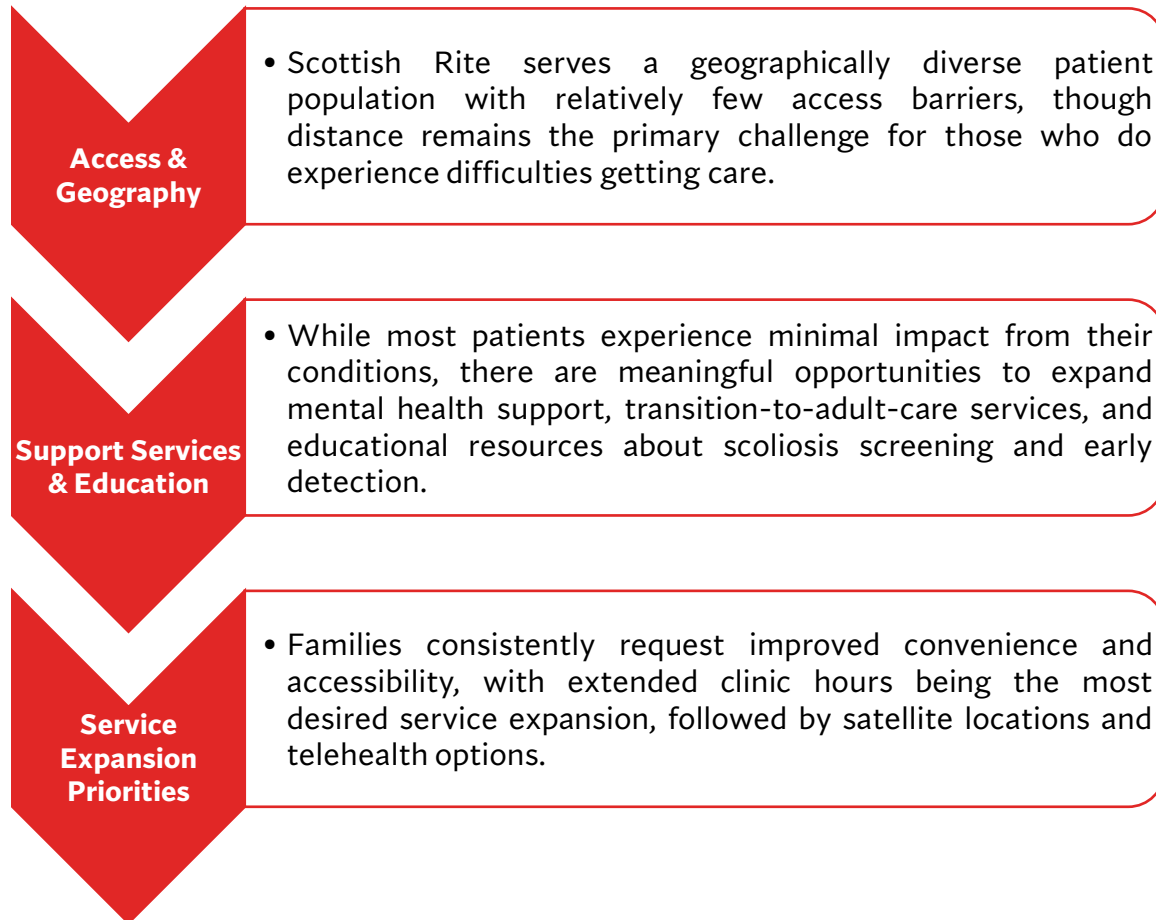 Access &
Geography
• Scottish Rite serves a geographically diverse patient
population with relatively few access barriers, though
distance remains the primary challenge for those who do
experience difficulties getting care.
Support Services
& Education
• While most patients experience minimal impact from their
conditions, there are meaningful opportunities to expand
mental health support, transition-to-adult-care services, and
educational resources about scoliosis screening and early
detection.
Service
Expansion
Priorities
• Families consistently request improved convenience and
accessibility, with extended clinic hours being the most
desired service expansion, followed by satellite locations and
telehealth options.